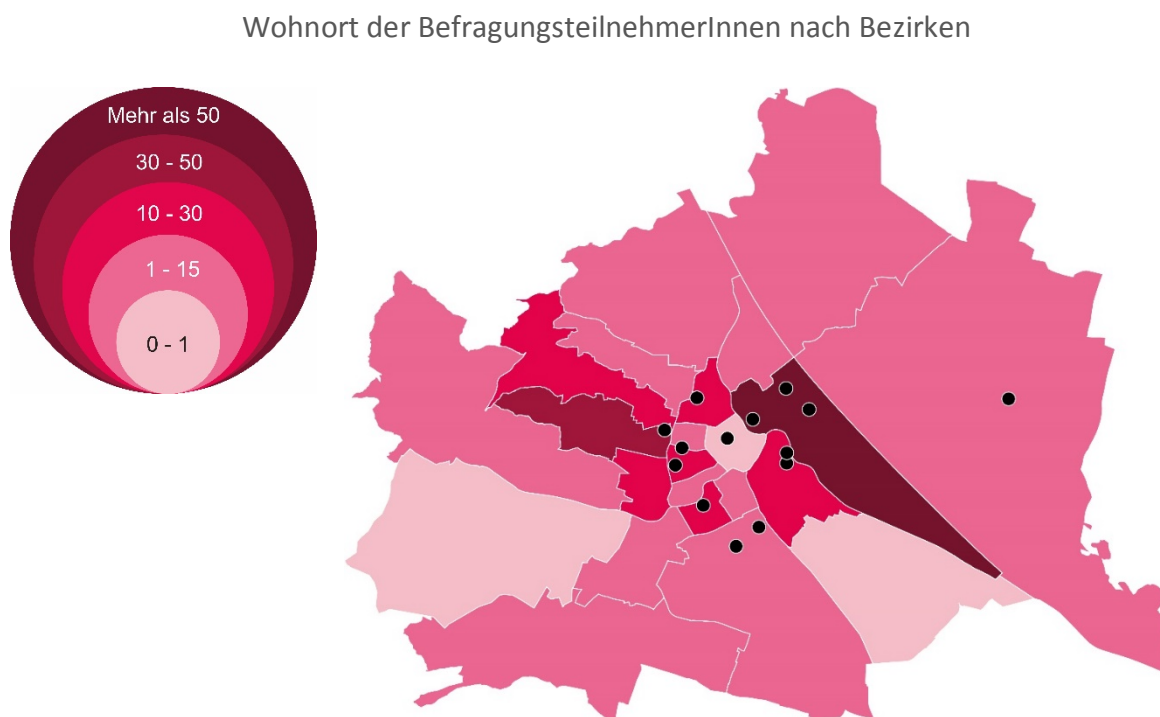 Wohnort der BefragungsteilnehmerInnen nach Bezirken
Mehr als 50
30 - 50
10 - 30
1 - 15
0 - 1